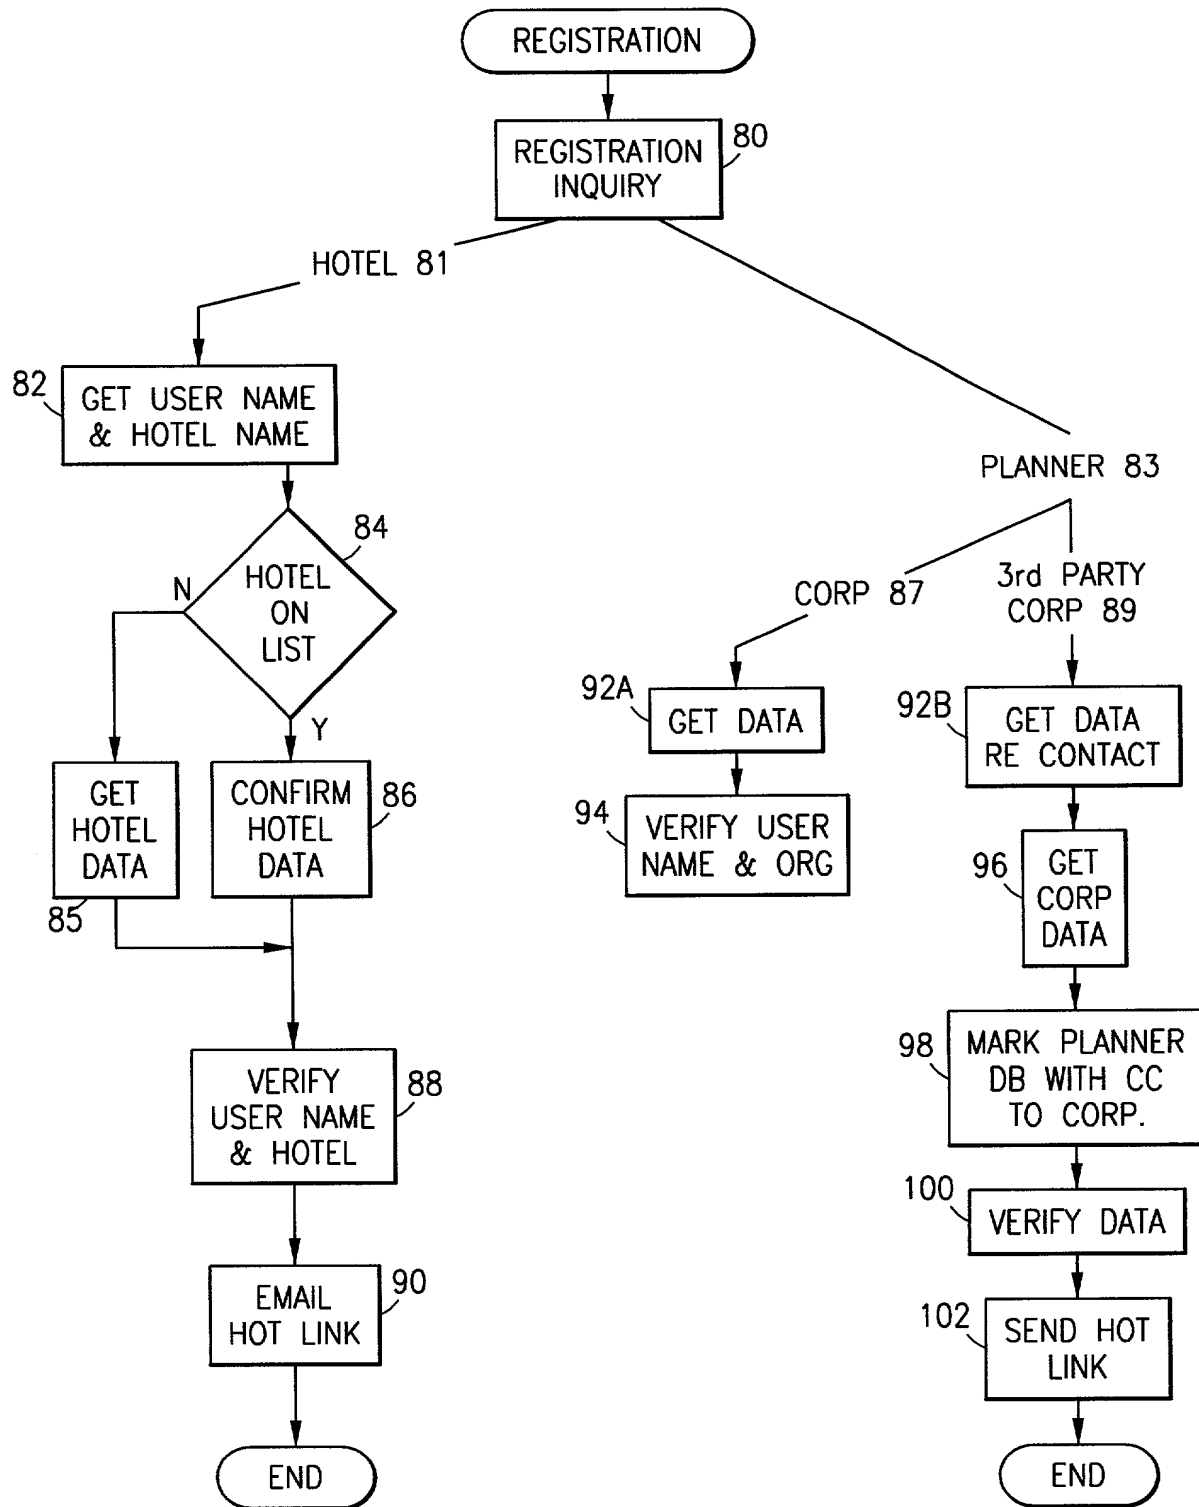 REGISTRATION
REGISTRATION
INQUIRY
80
HOTEL 81
82
GET USER NAME
& HOTEL NAME
84
HOTEL
ON
LIST
N
Y
GET
HOTEL
DATA
85
CONFIRM
HOTEL
DATA
86
VERIFY
USER NAME
& HOTEL
88
EMAIL
HOT LINK
90
END
PLANNER 83
CORP 87
92A
GET DATA
94
VERIFY USER
NAME & ORG
3rd PARTY
CORP 89
92B
GET DATA
RE CONTACT
96
GET
CORP
DATA
98
MARK PLANNER
DB WITH CC
TO CORP.
100
VERIFY DATA
102
SEND HOT
LINK
END